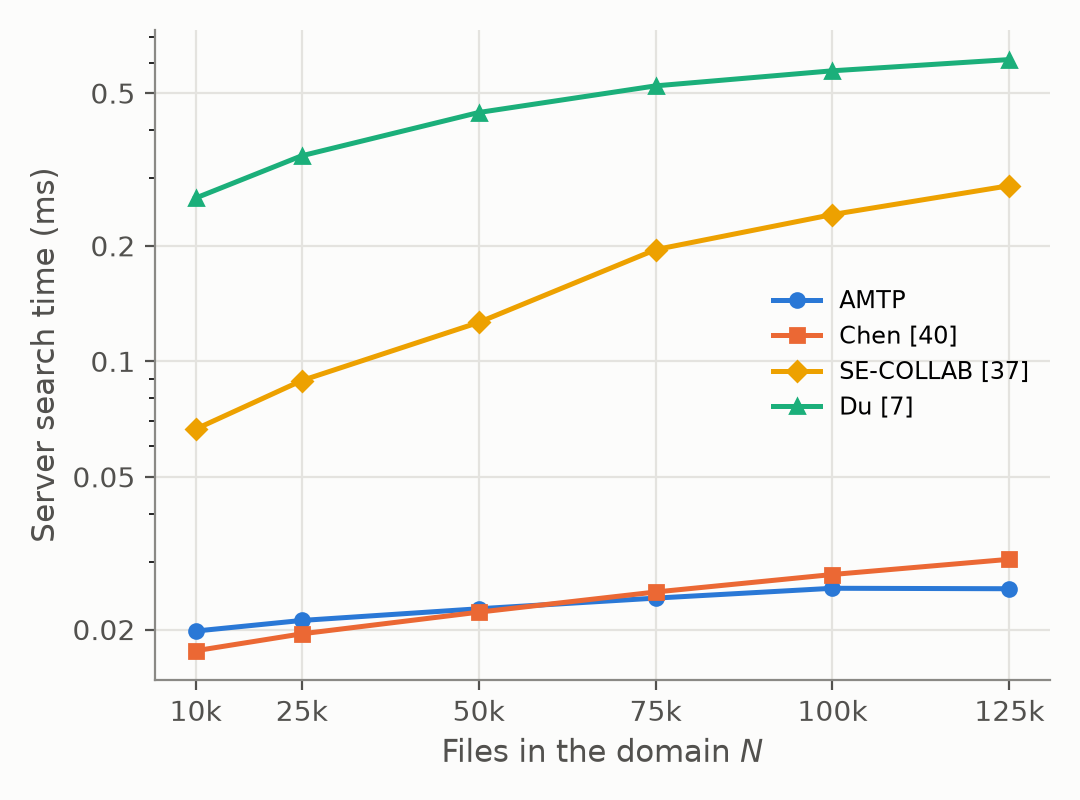 Server search time (ms)
0.5
0.2
0.1
0.05
0.02
AMTP
Chen [40]
SE-COLLAB [37]
Du [7]
10k 25k 50k 75k 100k 125k
Files in the domain N